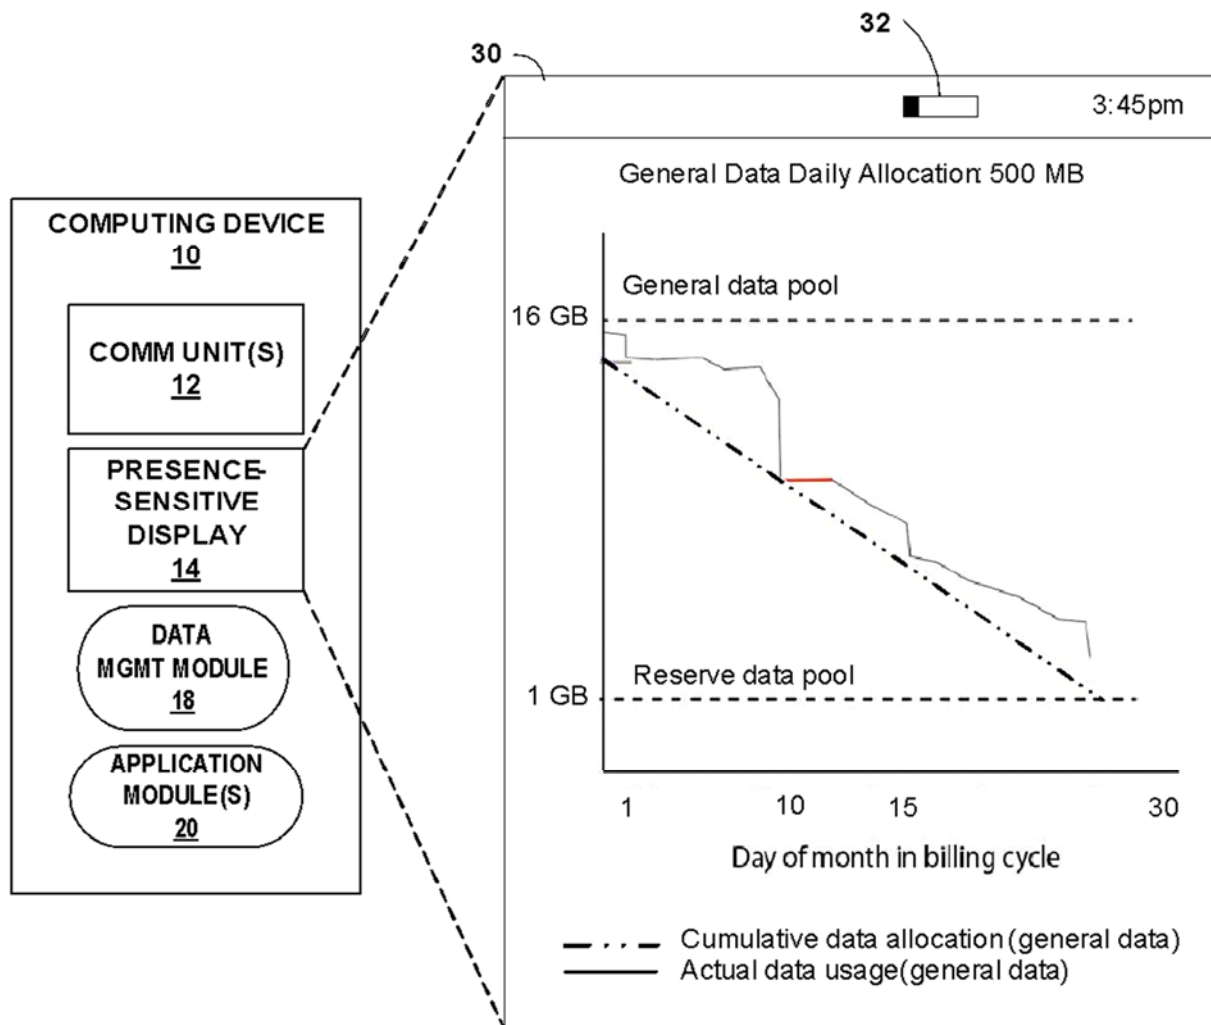 COMPUTING DEVICE
10
COMM UNIT(S)
12
PRESENCE-
SENSITIVE
DISPLAY
14
DATA
MGMT MODULE
18
APPLICATION
MODULE(S)
20
30
32
3:45pm
General Data Daily Allocation: 500 MB
General data pool
16 GB
Reserve data pool
1 GB
1 10 15 30
Day of month in billing cycle
Cumulative data allocation (general data)
Actual data usage(general data)